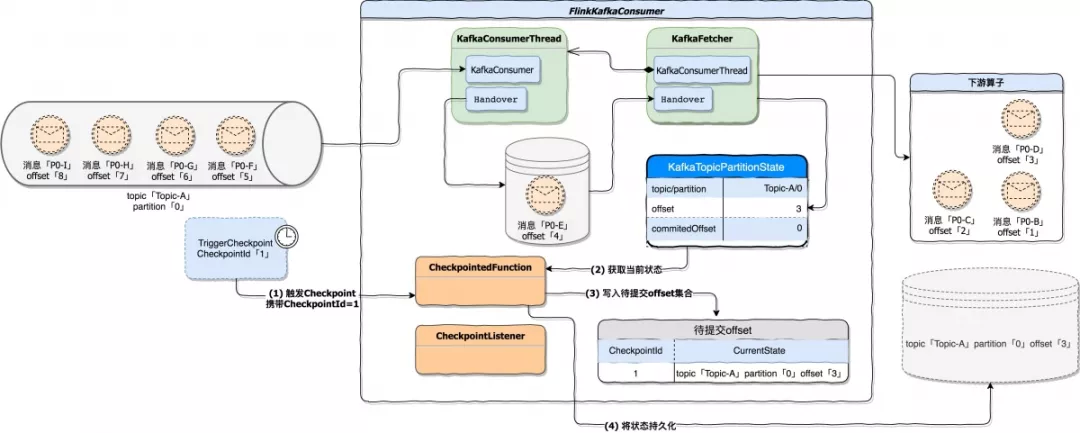 FlinkKafkaConsumer
KafkaConsumerThread
KafkaConsumer
Handover
KafkaFetcher
KafkaConsumerThread
Handover
下游算子
消息「P0-D」
offset「3」
消息「P0-C」
offset「2」
消息「P0-B」
offset「1」
消息「P0-I」
offset「8」
消息「P0-H」
offset「7」
消息「P0-G」
offset「6」
消息「P0-F」
offset「5」
topic「Topic-A」
partition「0」
消息「P0-E」
offset「4」
KafkaTopicPartitionState
topic/partition Topic-A/0
offset 3
commitedOffset 0
TriggerCheckpoint
CheckpointId「1」
(1) 触发Checkpoint
携带CheckpointId=1
CheckpointedFunction
(2) 获取当前状态
(3) 写入待提交offset集合
CheckpointListener
待提交offset
CheckpointId CurrentState
1 topic「Topic-A」partition「0」offset「3」
topic「Topic-A」partition「0」offset「3」
(4) 将状态持久化